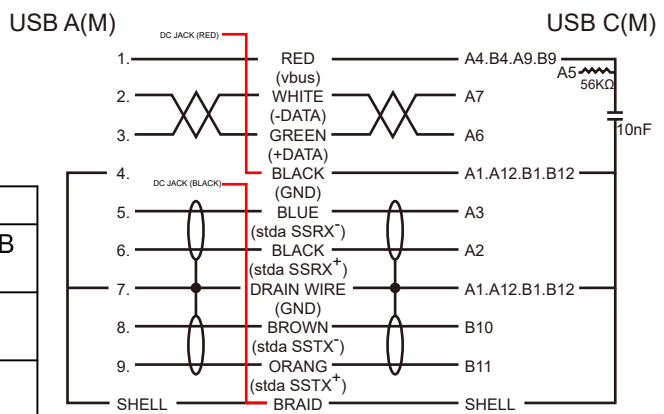 USB A(M) USB C(M)
DC JACK (RED)
1. RED A4.B4.A9.B9
(vbus) A5
56KΩ
2. WHITE A7
(-DATA) 10nF
3. GREEN A6
(+DATA)
4. BLACK A1.A12.B1.B12
DC JACK (BLACK) (GND)
5. BLUE A3
B (stda SSRX-)
6. BLACK A2
(stda SSRX+)
7. DRAIN WIRE A1.A12.B1.B12
(GND)
8. BROWN B10
(stda SSTX-)
9. ORANG B11
(stda SSTX+)
SHELL BRAID SHELL